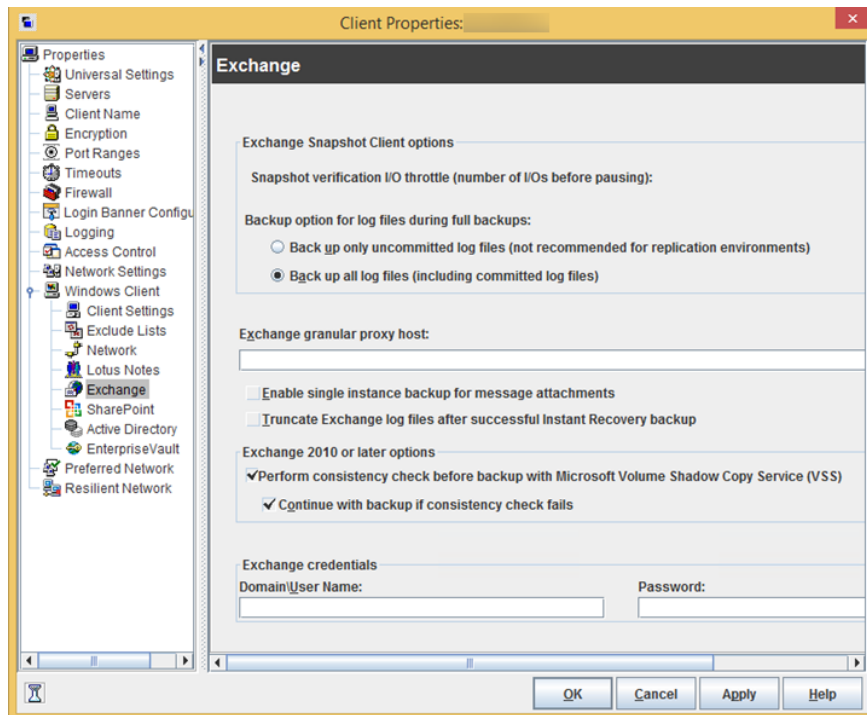 Client Properties:
Properties
Universal Settings
Servers
Client Name
Encryption
Port Ranges
Timeouts
Firewall
Login Banner Configu
Logging
Access Control
Network Settings
Windows Client
Client Settings
Exclude Lists
Network
Lotus Notes
Exchange
SharePoint
Active Directory
EnterpriseVault
Preferred Network
Resilient Network
Exchange
Exchange Snapshot Client options
Snapshot verification I/O throttle (number of I/Os before pausing):
Backup option for log files during full backups:
Back up only uncommitted log files (not recommended for replication environments)
Back up all log files (including committed log files)
Exchange granular proxy host:
Enable single instance backup for message attachments
Truncate Exchange log files after successful Instant Recovery backup
Exchange 2010 or later options
Perform consistency check before backup with Microsoft Volume Shadow Copy Service (VSS)
Continue with backup if consistency check fails
Exchange credentials
Domain\User Name:
Password:
OK
Cancel
Apply
Help